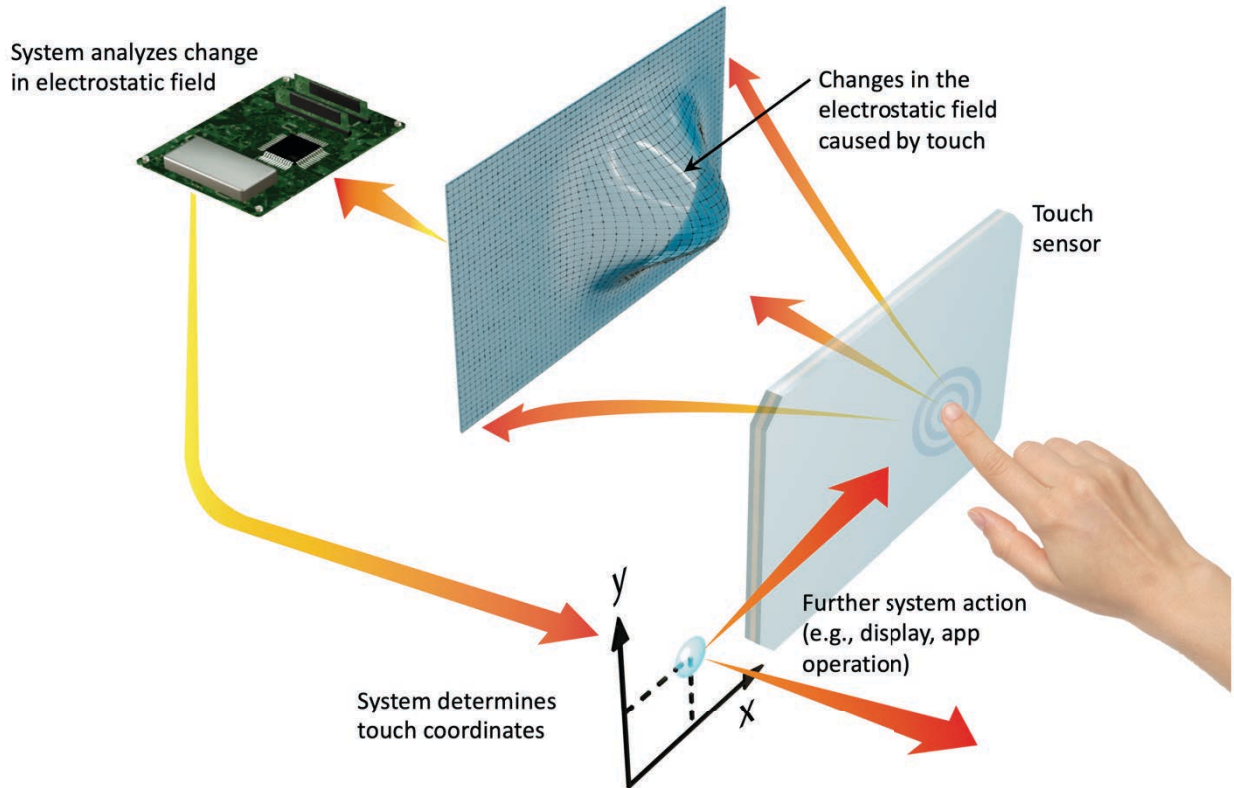 System analyzes change
in electrostatic field
Changes in the
electrostatic field
caused by touch
Touch
sensor
Further system action
(e.g., display, app
operation)
y
x
System determines
touch coordinates